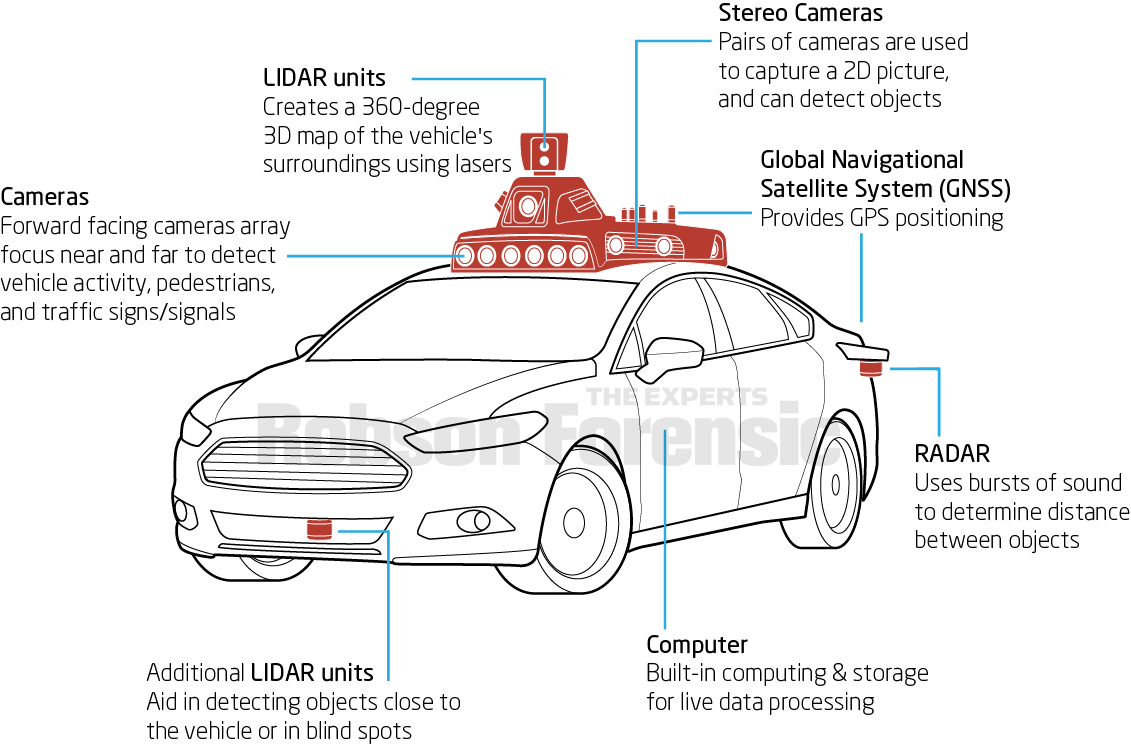 Stereo Cameras
Pairs of cameras are used
to capture a 2D picture,
and can detect objects
LIDAR units
Creates a 360-degree
3D map of the vehicle's
surroundings using lasers
Global Navigational
Satellite System (GNSS)
Provides GPS positioning
Cameras
Forward facing cameras array
focus near and far to detect
vehicle activity, pedestrians,
and traffic signs/signals
THE EXPERTS
Robson Forensic
RADAR
Uses bursts of sound
to determine distance
between objects
Computer
Built-in computing & storage
for live data processing
Additional LIDAR units
Aid in detecting objects close to
the vehicle or in blind spots